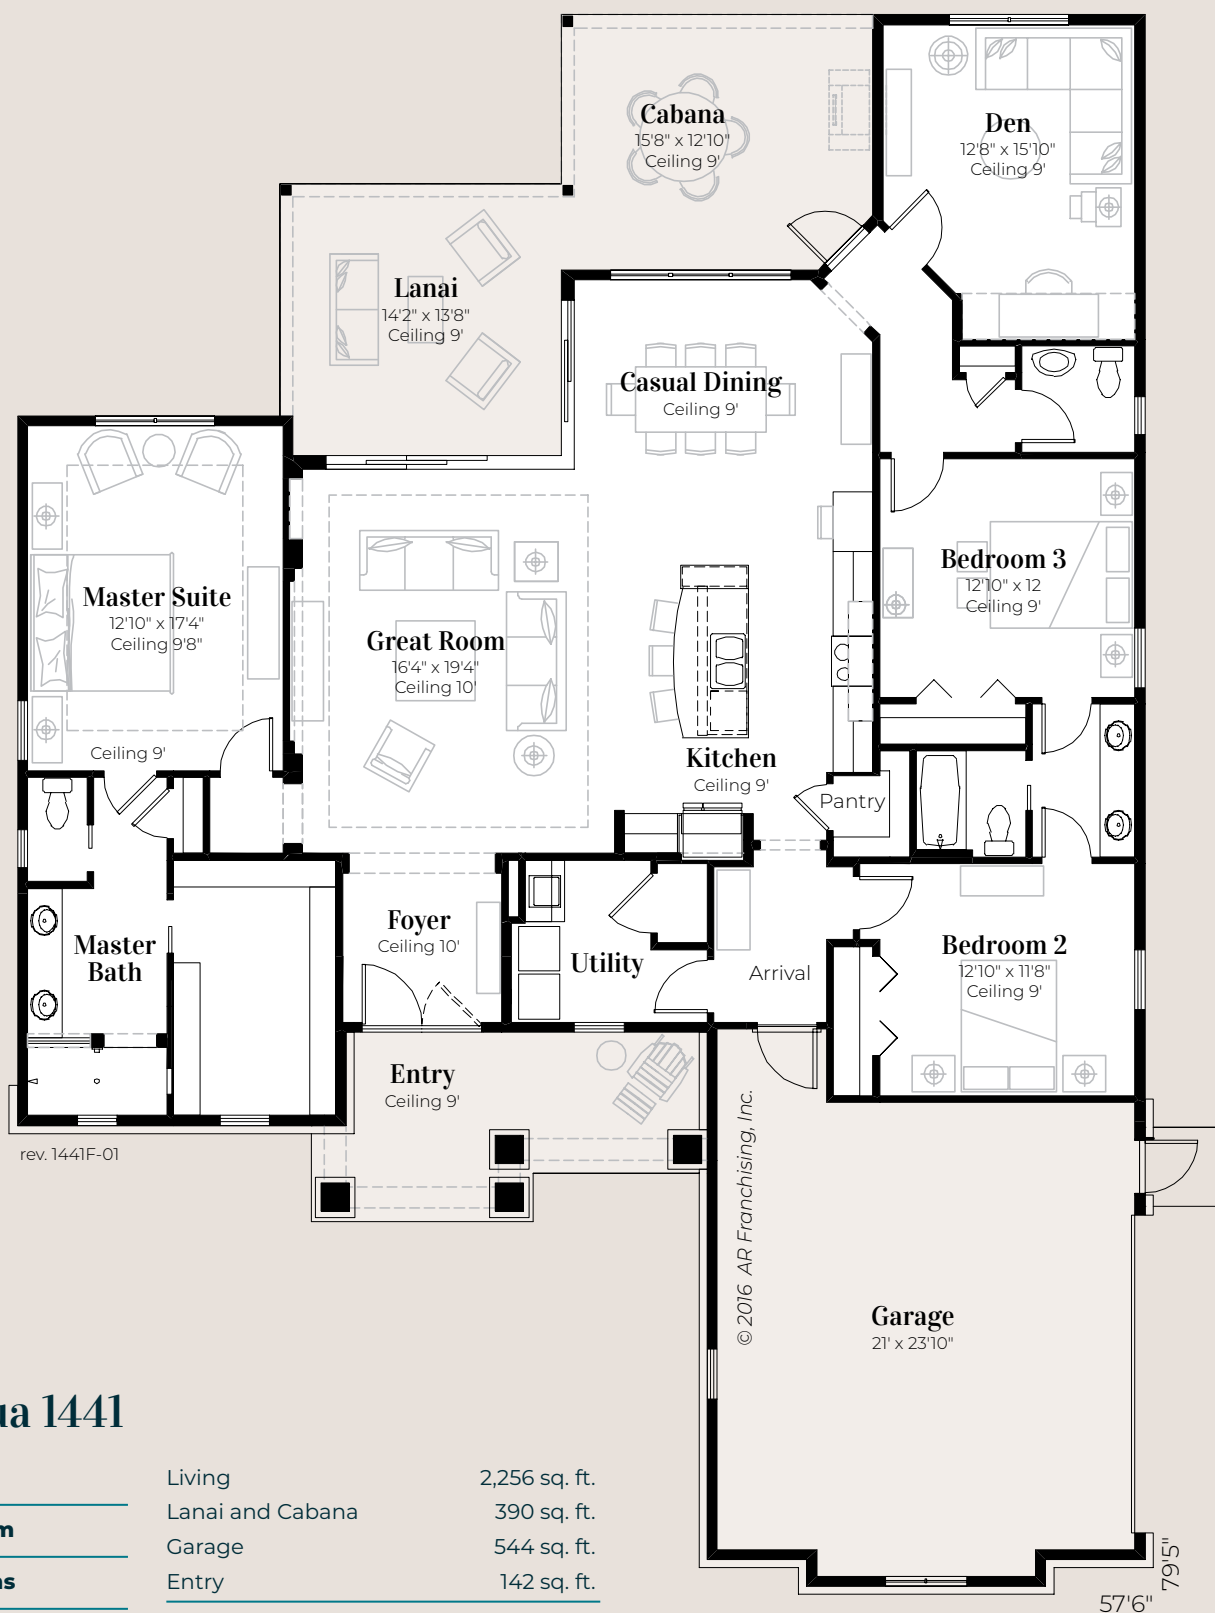 Cabana
15'8" x 12'10"
Ceiling 9'
Den
12'8" x 15'10"
Ceiling 9'
Lanai
14'2" x 13'8"
Ceiling 9'
Casual Dining
Ceiling 9'
Master Suite
12'10" x 17'4"
Ceiling 9'8"
Ceiling 9'
Great Room
16'4" x 19'4"
Ceiling 10'
Bedroom 3
12'10" x 12
Ceiling 9'
Kitchen
Ceiling 9'
Pantry
Master
Bath
Foyer
Ceiling 10'
Utility
Arrival
Bedroom 2
12'10" x 11'8"
Ceiling 9'
Entry
Ceiling 9'
rev. 1441F-01
© 2016 AR Franchising, Inc.
Garage
21' x 23'10"
1441
Living 2,256 sq. ft.
Lanai and Cabana 390 sq. ft.
Garage 544 sq. ft.
Entry 142 sq. ft.
79'5"
57'6"